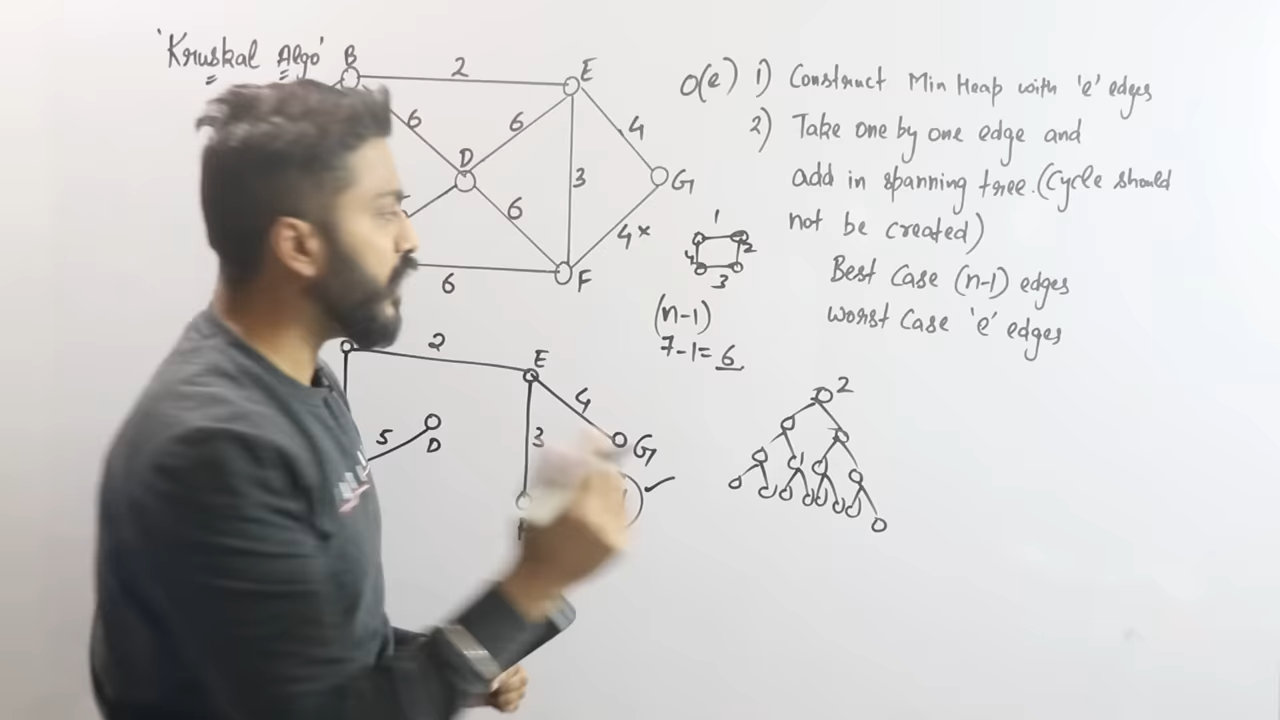 'Kruskal Algo'
B
2
E
6
6
4
D
3
G
6
4×
F
6
O(e) 1) Construct Min Heap with 'e' edges
2) Take one by one edge and
add in spanning tree. (Cycle should
not be created)
Best Case (n-1) edges
Worst Case 'e' edges
1
2
3
4
(n-1)
7-1=6
2
E
4
3
G
5
D
2